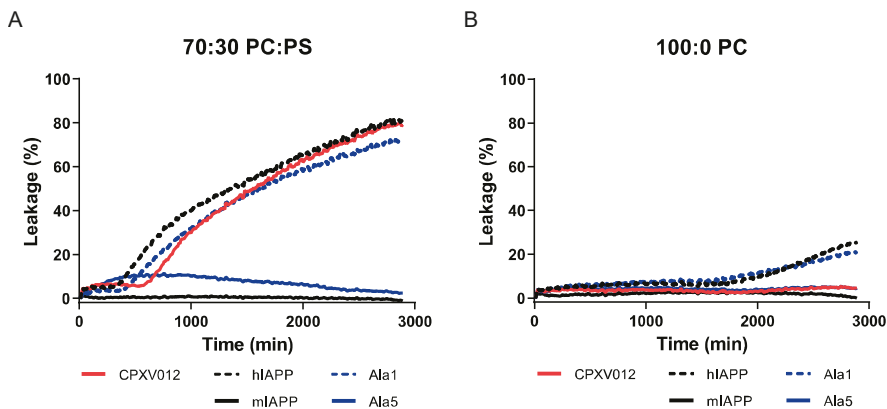 A
70:30 PC:PS
Leakage (%)
100
80
60
40
20
0
0 1000 2000 3000
Time (min)
CPXV012 hIAPP Ala1
mIAPP Ala5
B
100:0 PC
Leakage (%)
100
80
60
40
20
0
0 1000 2000 3000
Time (min)
CPXV012 hIAPP Ala1
mIAPP Ala5